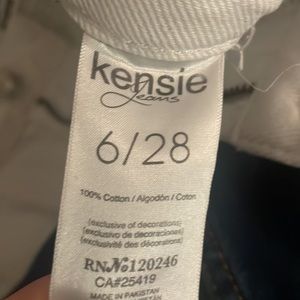 kensie
Jeans
6/28
100% Cotton / Algodón / Coton
(exclusive of decorations)
(exclusivo de decoraciones)
(exclusivité des décorations)
RN№120246
CA#25419
MADE IN PAKISTAN